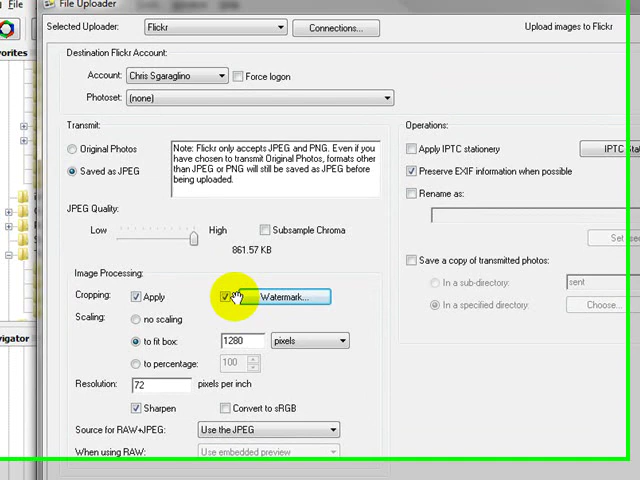 File
File Uploader
Selected Uploader: Flickr Connections... Upload images to Flickr
avorites
Destination Flickr Account:
Account: Chris Sgaraglino Force logon
Photoset: (none)
Transmit: Operations:
Original Photos
Saved as JPEG
Note: Flickr only accepts JPEG and PNG. Even if you
have chosen to transmit Original Photos, formats other
than JPEG or PNG will still be saved as JPEG before
being uploaded.
Apply IPTC stationery IPTC
Preserve EXIF information when possible
JPEG Quality:
Rename as:
Low High Subsample Chroma
861.57 KB
Save a copy of transmitted photos:
Image Processing:
In a sub-directory: sent
Cropping: Apply Watermark...
In a specified directory: Choose...
Scaling: no scaling
to fit box: 1280 pixels
avigator
to percentage: 100
Resolution: 72 pixels per inch
Sharpen Convert to sRGB
Source for RAW+JPEG: Use the JPEG
When using RAW: Use embedded preview